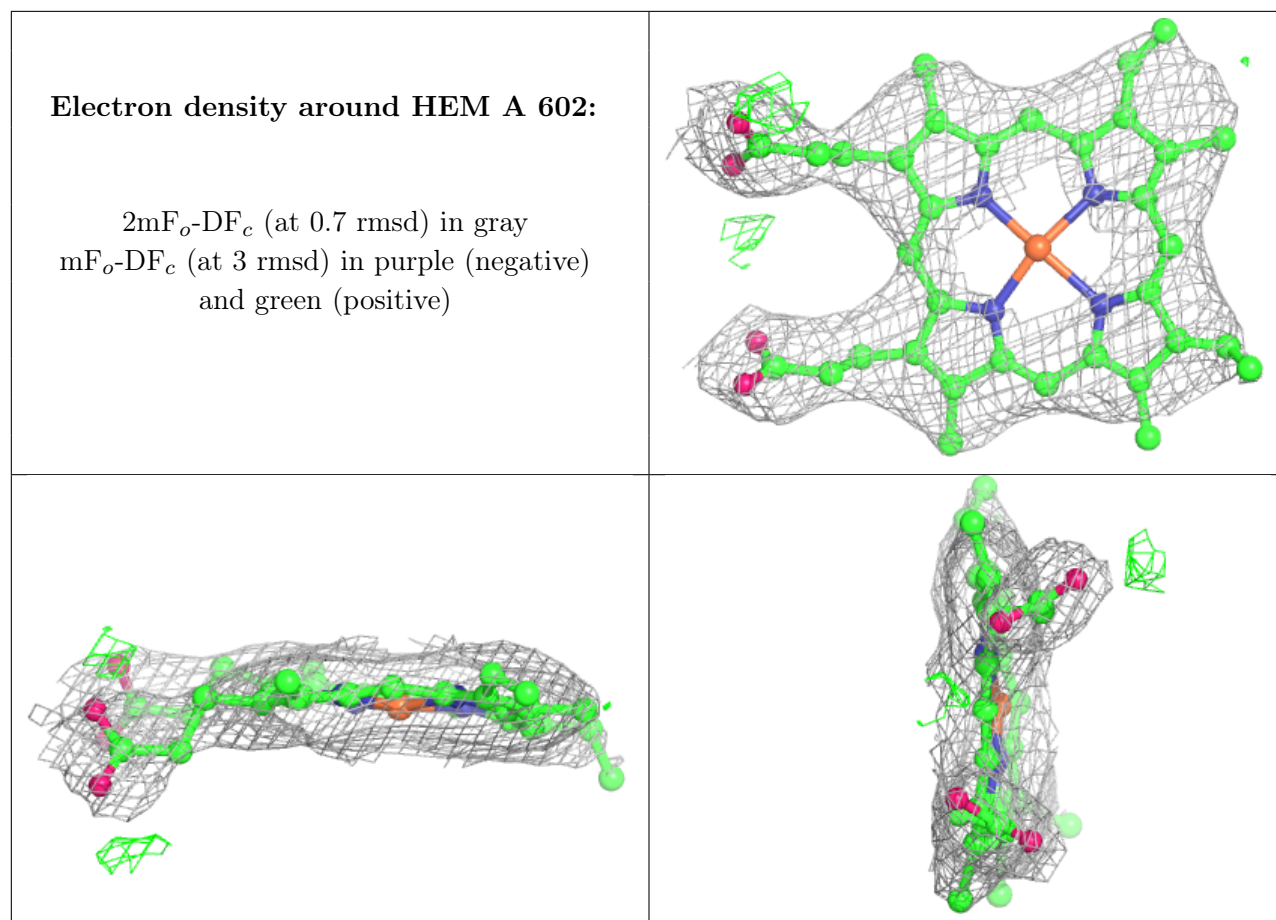 Electron density around HEM A 602:
2mFo-DFc (at 0.7 rmsd) in gray
mFo-DFc (at 3 rmsd) in purple (negative)
and green (positive)